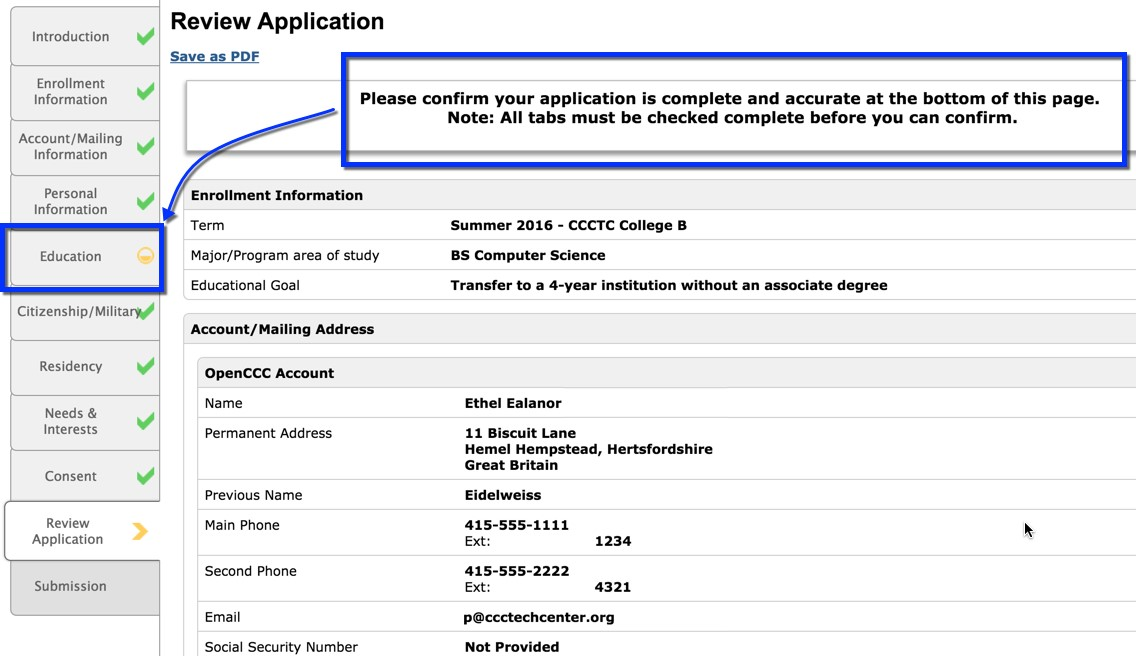 Introduction
Enrollment
Information
Account/Mailing
Information
Personal
Information
Education
Citizenship/Military
Residency
Needs &
Interests
Consent
Review
Application
Submission
Review Application
Save as PDF
Please confirm your application is complete and accurate at the bottom of this page.
Note: All tabs must be checked complete before you can confirm.
Enrollment Information
Term Summer 2016 - CCCTC College B
Major/Program area of study BS Computer Science
Educational Goal Transfer to a 4-year institution without an associate degree
Account/Mailing Address
OpenCCC Account
Name Ethel Ealanor
Permanent Address 11 Biscuit Lane
Hemel Hempstead, Hertsfordshire
Great Britain
Previous Name Eidelweiss
Main Phone 415-555-1111
Ext: 1234
Second Phone 415-555-2222
Ext: 4321
Email p@ccctechcenter.org
Social Security Number Not Provided